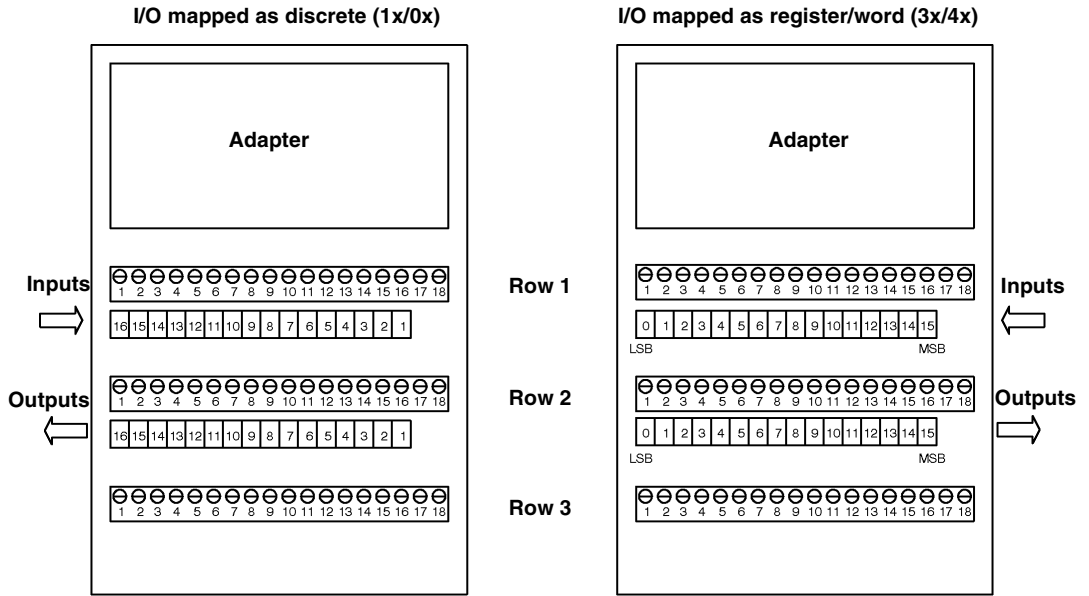 I/O mapped as discrete (1x/0x)
I/O mapped as register/word (3x/4x)
Adapter
Adapter
Inputs
1 2 3 4 5 6 7 8 9 10 11 12 13 14 15 16 17 18
16 15 14 13 12 11 10 9 8 7 6 5 4 3 2 1
Row 1
1 2 3 4 5 6 7 8 9 10 11 12 13 14 15 16 17 18
0 1 2 3 4 5 6 7 8 9 10 11 12 13 14 15
LSB MSB
Inputs
Outputs
1 2 3 4 5 6 7 8 9 10 11 12 13 14 15 16 17 18
16 15 14 13 12 11 10 9 8 7 6 5 4 3 2 1
Row 2
1 2 3 4 5 6 7 8 9 10 11 12 13 14 15 16 17 18
0 1 2 3 4 5 6 7 8 9 10 11 12 13 14 15
LSB MSB
Outputs
1 2 3 4 5 6 7 8 9 10 11 12 13 14 15 16 17 18
Row 3
1 2 3 4 5 6 7 8 9 10 11 12 13 14 15 16 17 18